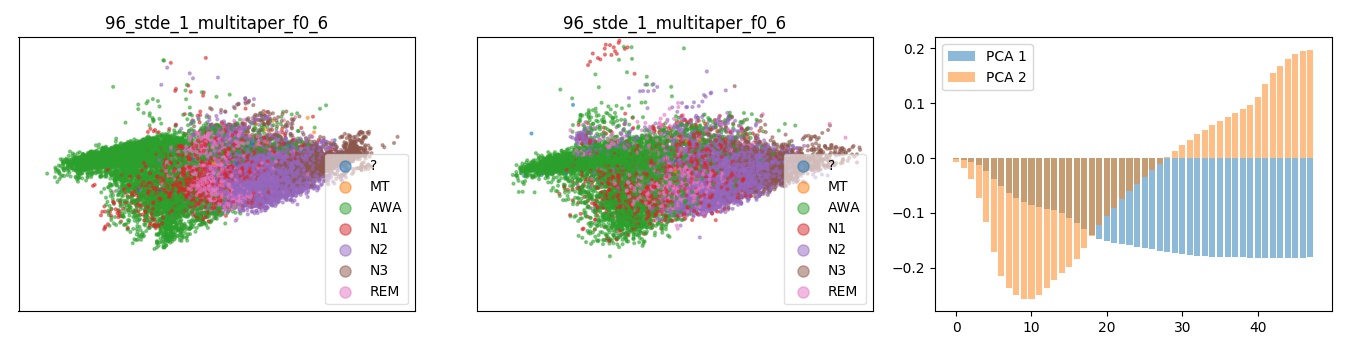 96_stde_1_multitaper_f0_6
?
MT
AWA
N1
N2
N3
REM
96_stde_1_multitaper_f0_6
?
MT
AWA
N1
N2
N3
REM
PCA 1
PCA 2
0.2
0.1
0.0
−0.1
−0.2
0 10 20 30 40